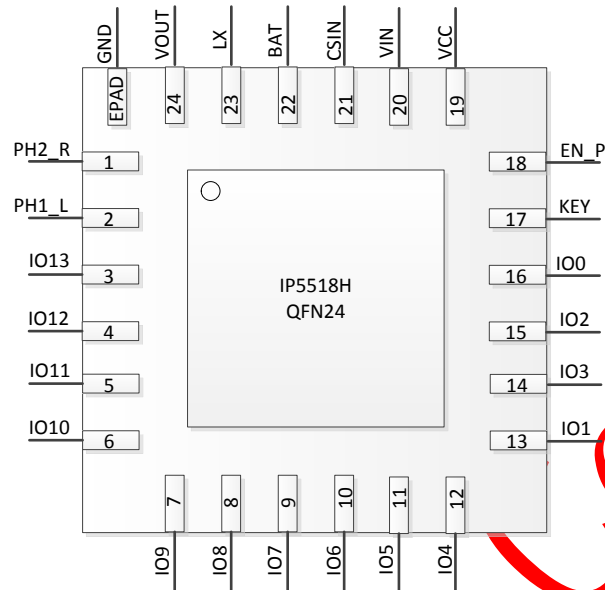 GND VOUT LX BAT CSIN VIN VCC
EPAD 24 23 22 21 20 19
PH2_R 1 18 EN_P
PH1_L 2 17 KEY
IO13 3 16 IO0
IP5518H
QFN24
IO12 4 15 IO2
IO11 5 14 IO3
IO10 6 13 IO1
7 8 9 10 11 12
IO9 IO8 IO7 IO6 IO5 IO4